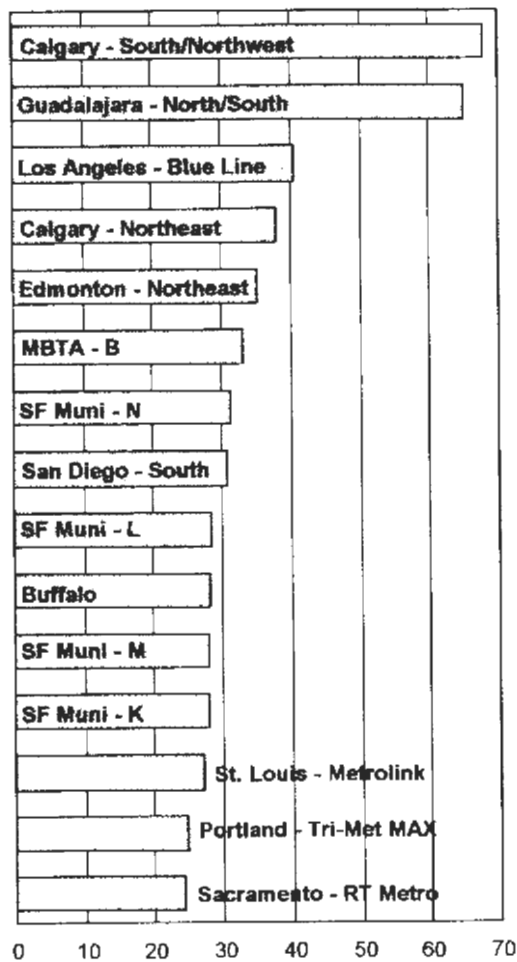 Calgary - South/Northwest
Guadalajara - North/South
Los Angeles - Blue Line
Calgary - Northeast
Edmonton - Northeast
MBTA - B
SF Muni - N
San Diego - South
SF Muni - L
Buffalo
SF Muni - M
SF Muni - K
St. Louis - Metrolink
Portland - Tri-Met MAX
Sacramento - RT Metro
0 10 20 30 40 50 60 70